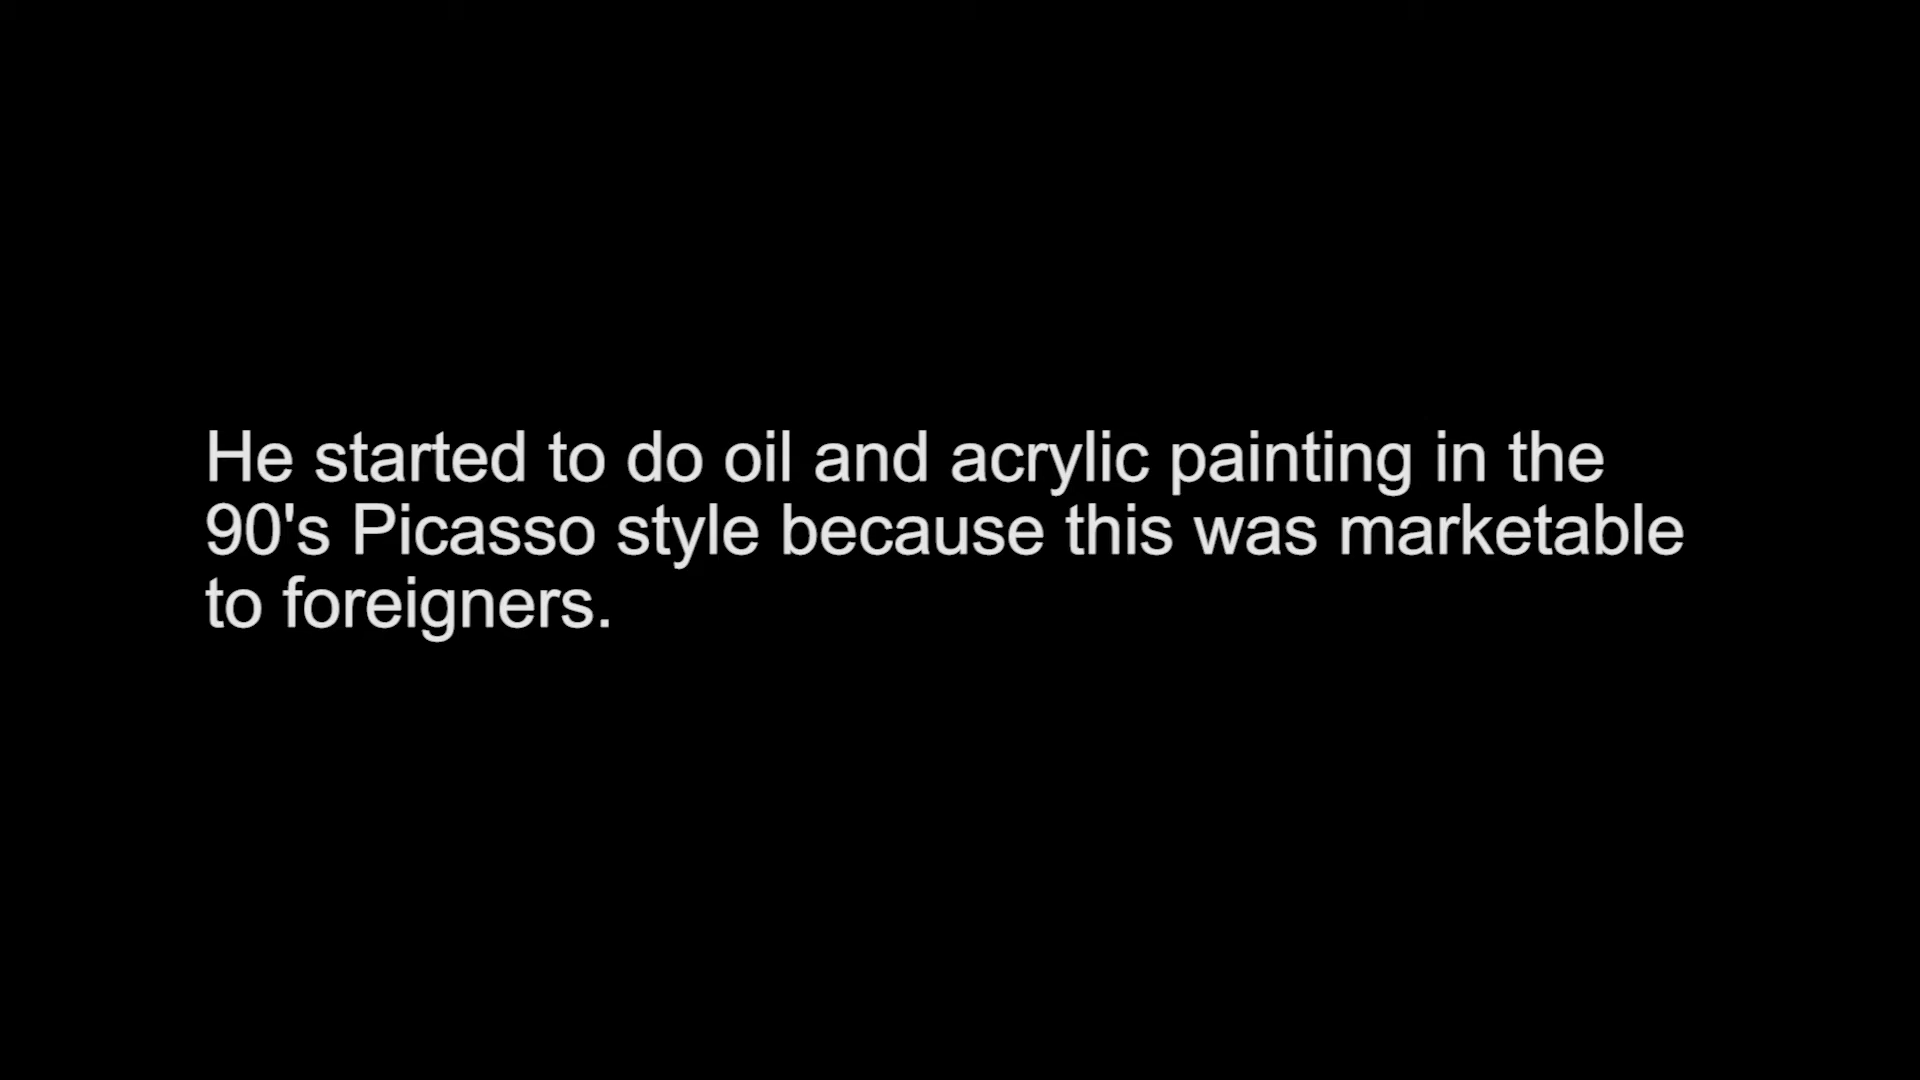 He started to do oil and acrylic painting in the
90's Picasso style because this was marketable
to foreigners.